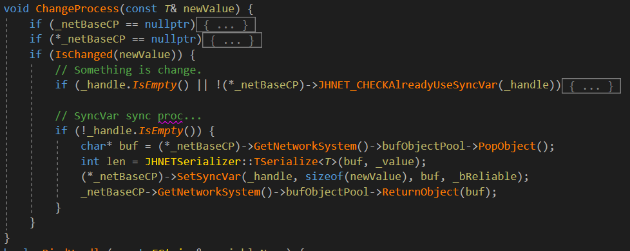 void ChangeProcess(const T& newValue) {
if (_netBaseCP == nullptr){ ... }
if (*_netBaseCP == nullptr){ ... }
if (IsChanged(newValue)) {
// Something is change.
if (_handle.IsEmpty() || !(*_netBaseCP)->JHNET_CHECKAlreadyUseSyncVar(_handle)){ ... }
// SyncVar sync proc...
if (!_handle.IsEmpty()) {
char* buf = (*_netBaseCP)->GetNetworkSystem()->bufObjectPool->PopObject();
int len = JHNETSerializer::TSerialize<T>(buf, _value);
(*_netBaseCP)->SetSyncVar(_handle, sizeof(newValue), buf, _bReliable);
_netBaseCP->GetNetworkSystem()->bufObjectPool->ReturnObject(buf);
}
}
}